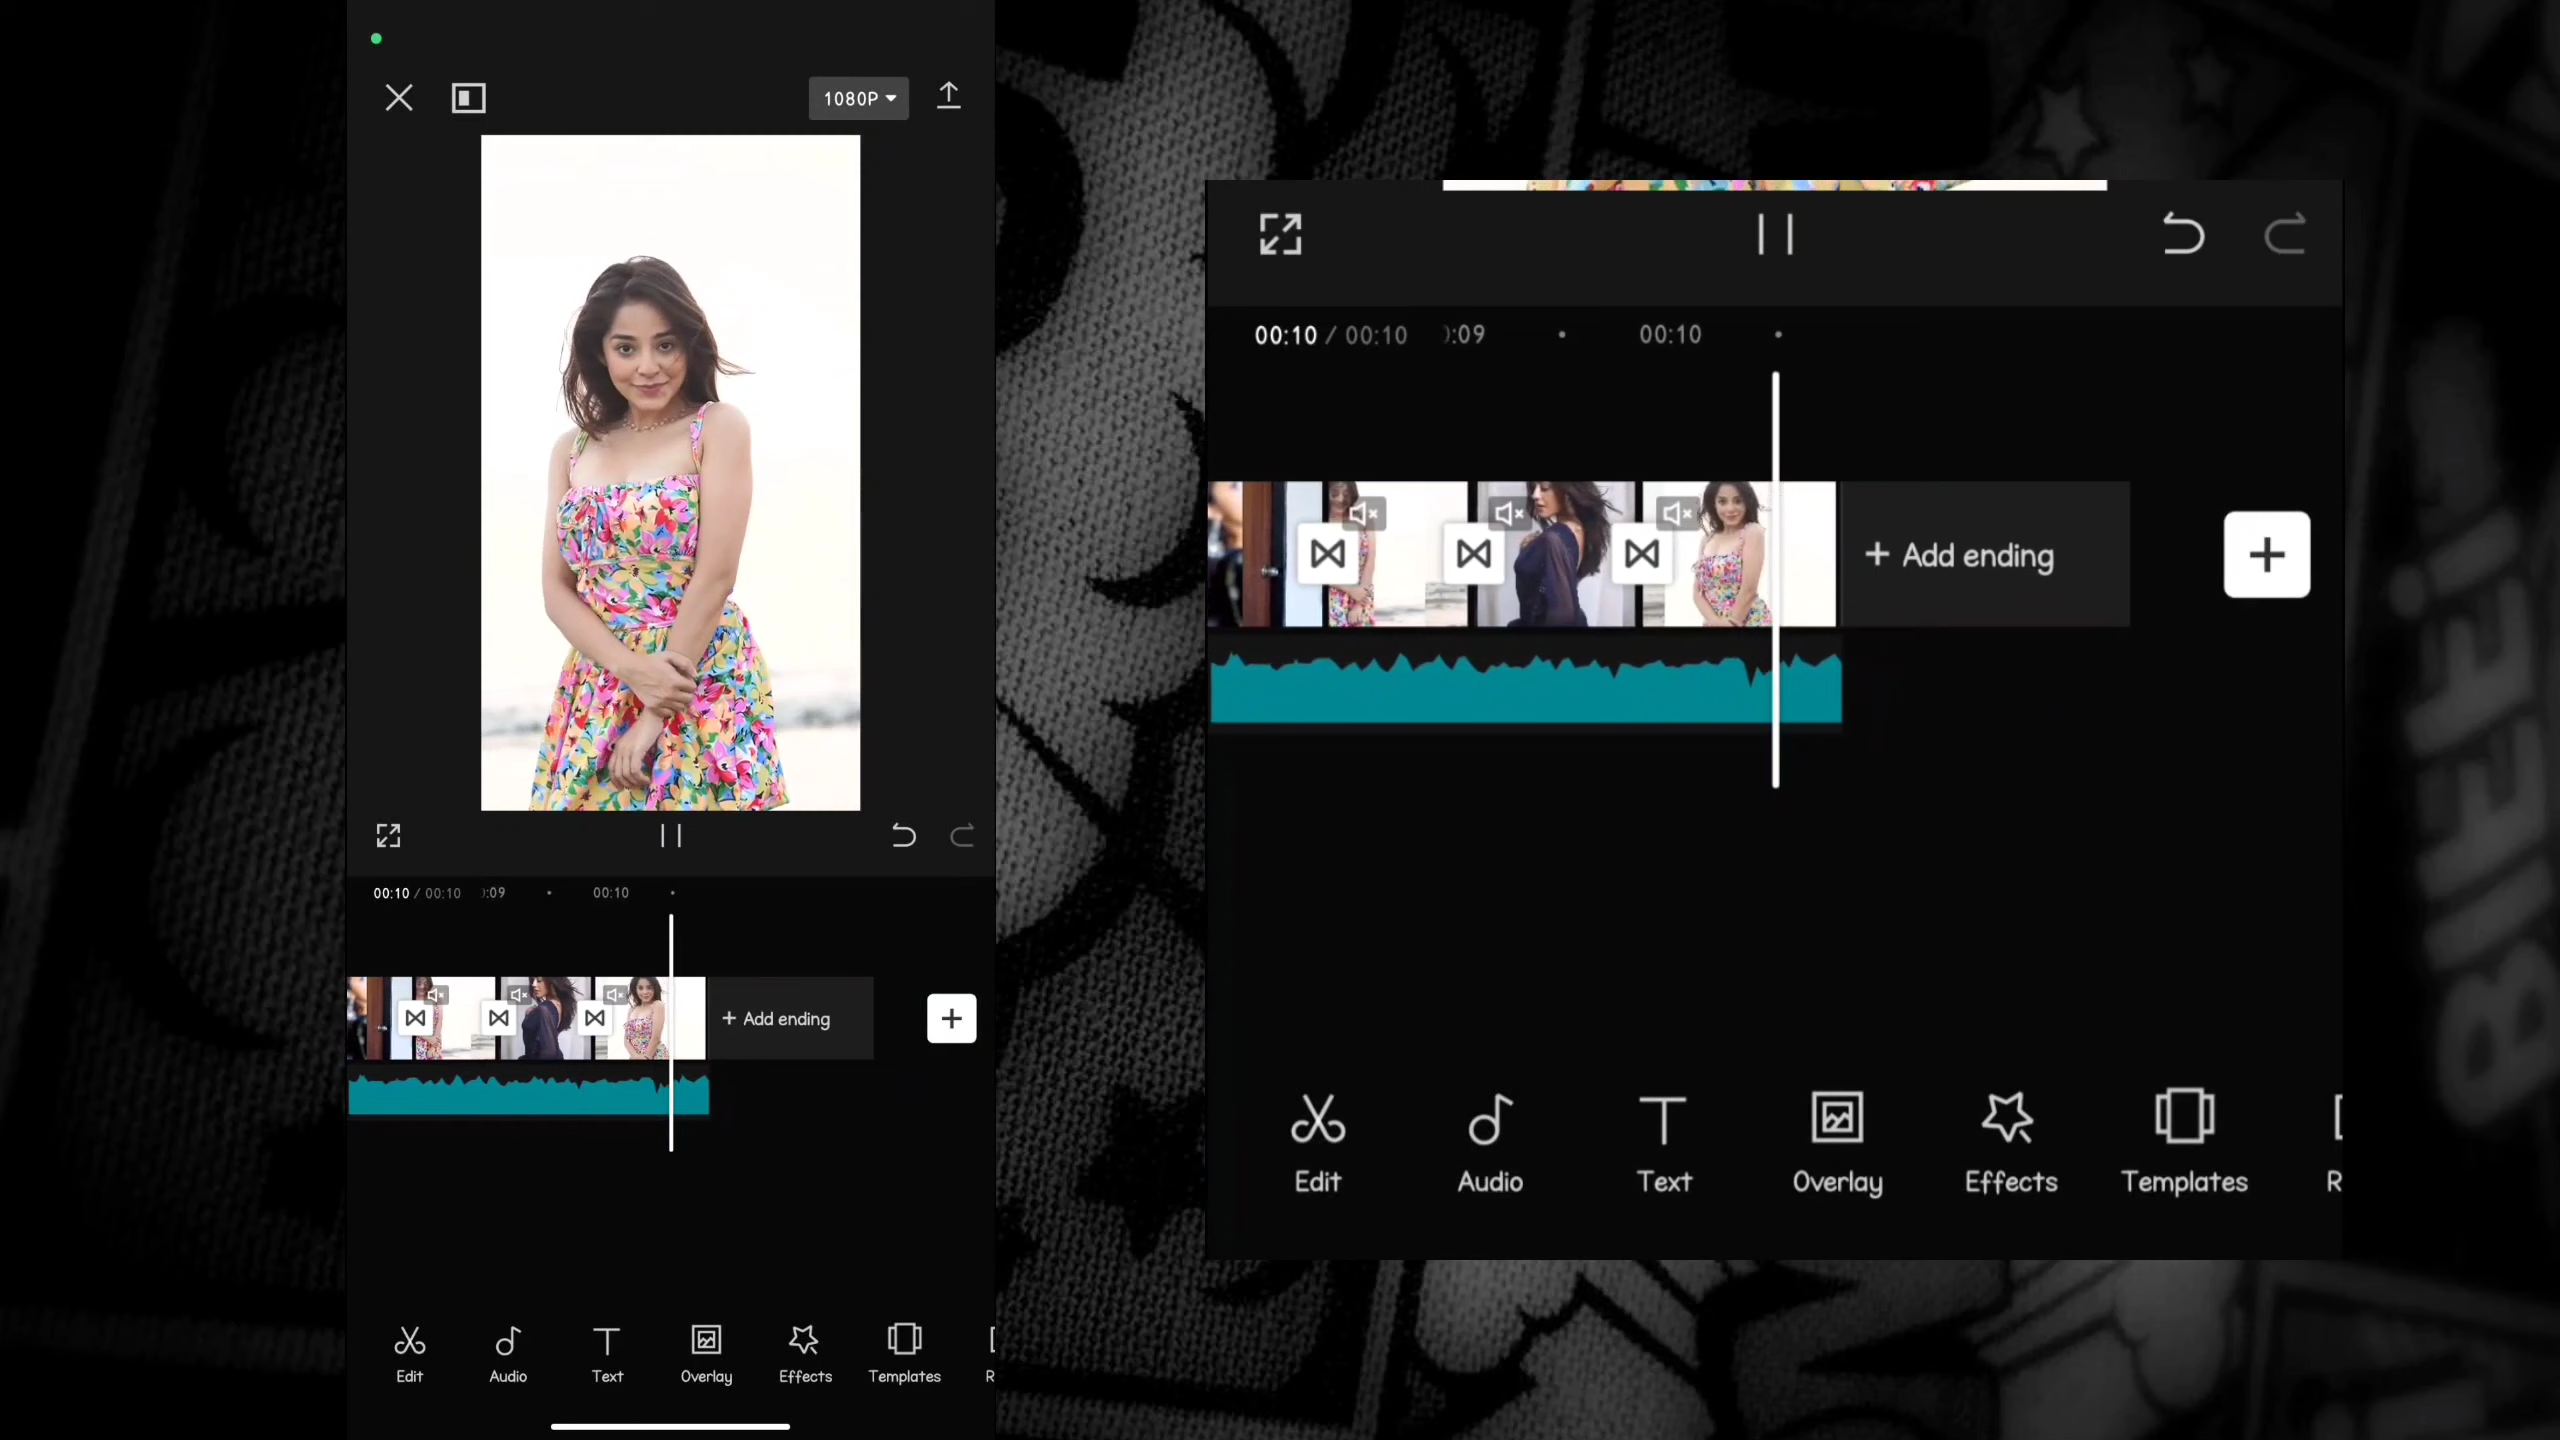 1080P
00:10 / 00:10 :09 00:10
+ Add ending
Edit Audio Text Overlay Effects Templates R
00:10 / 00:10 :09 00:10
+ Add ending
Edit Audio Text Overlay Effects Templates R